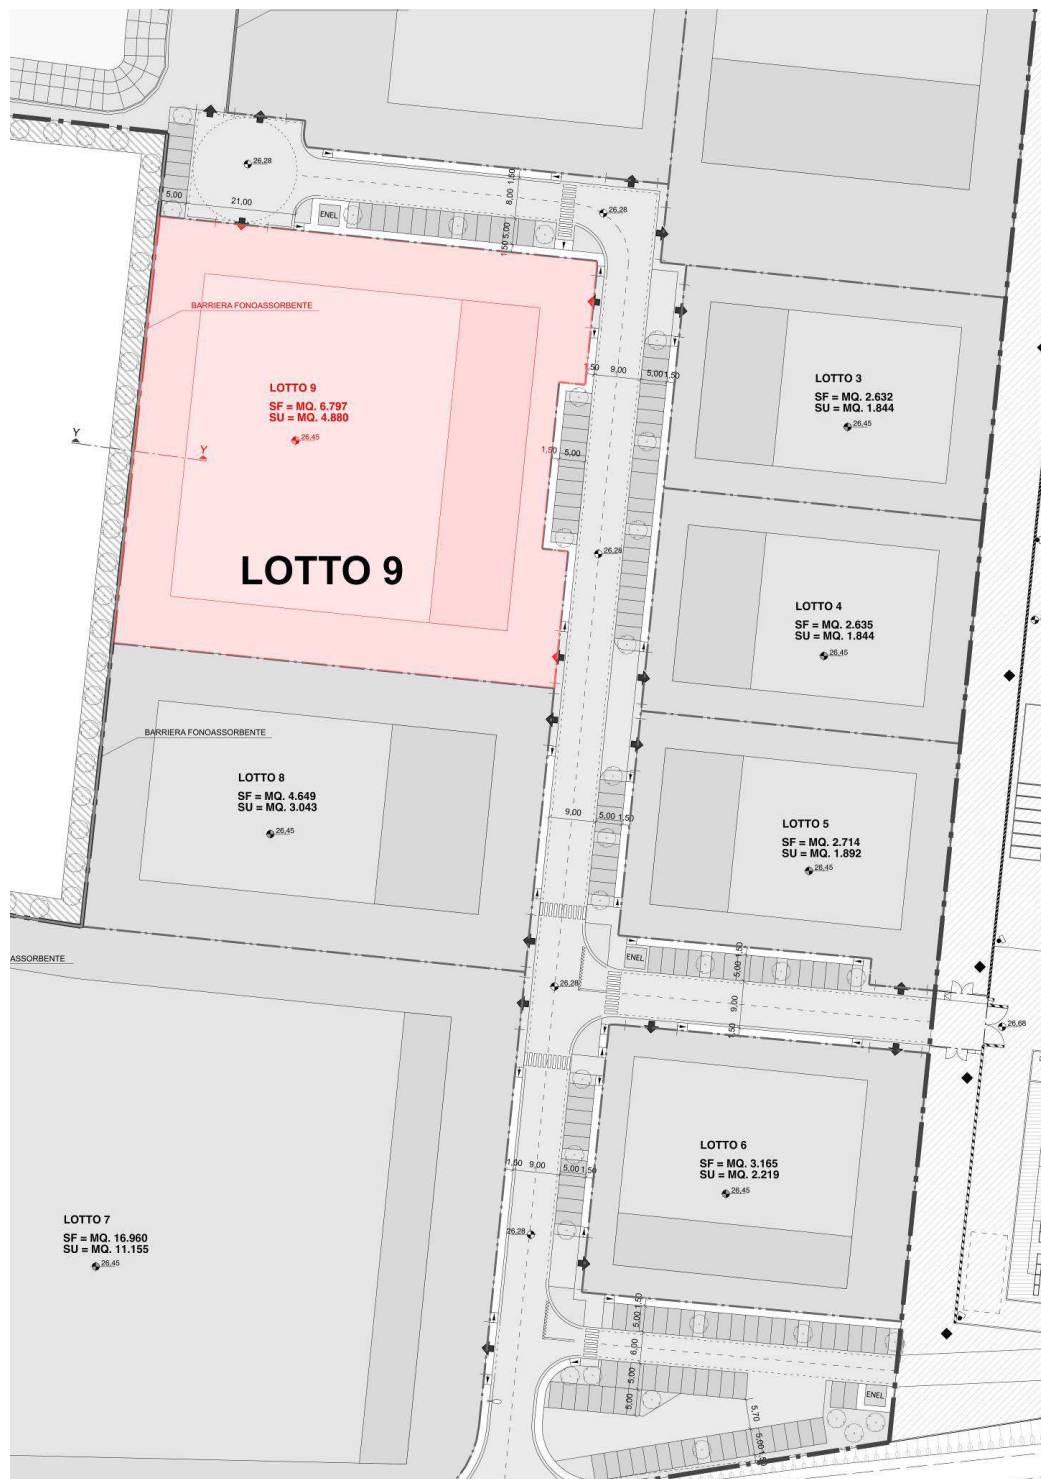 26,28
5,00
21,00
ENEL
8,00
1,50
26,28
5,00
1,50
BARRIERA FONOASSORBENTE
LOTTO 9
SF = MQ. 6.797
SU = MQ. 4.880
26,45
Y
Y
LOTTO 9
1,50
9,00
5,00
1,50
LOTTO 3
SF = MQ. 2.632
SU = MQ. 1.844
26,45
1,50
5,00
26,28
LOTTO 4
SF = MQ. 2.635
SU = MQ. 1.844
26,45
BARRIERA FONOASSORBENTE
LOTTO 8
SF = MQ. 4.649
SU = MQ. 3.043
26,45
9,00
5,00
1,50
LOTTO 5
SF = MQ. 2.714
SU = MQ. 1.892
26,45
ASSORBENTE
ENEL
1,50
5,00
9,00
1,50
26,28
26,68
LOTTO 6
SF = MQ. 3.165
SU = MQ. 2.219
26,45
1,50
9,00
5,00
1,50
LOTTO 7
SF = MQ. 16.960
SU = MQ. 11.155
26,45
26,28
1,50
5,00
6,00
5,00
5,00
ENEL
5,70
5,00
1,50